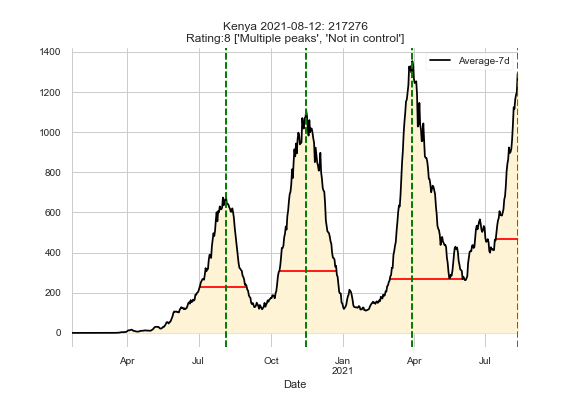 Kenya 2021-08-12: 217276
Rating:8 ['Multiple peaks', 'Not in control']
1400
1200
1000
800
600
400
200
0
Average-7d
Apr
Jul
Oct
Jan
2021
Apr
Jul
Date